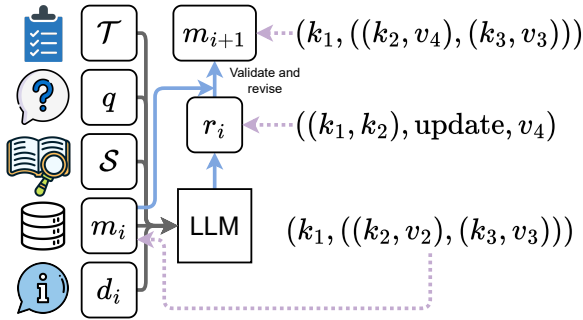 𝒯
m_{i+1}
(k_1, ((k_2, v_4), (k_3, v_3)))
Validate and
revise
?
q
r_i
((k_1, k_2), update, v_4)
𝒮
m_i
LLM
(k_1, ((k_2, v_2), (k_3, v_3)))
i
d_i